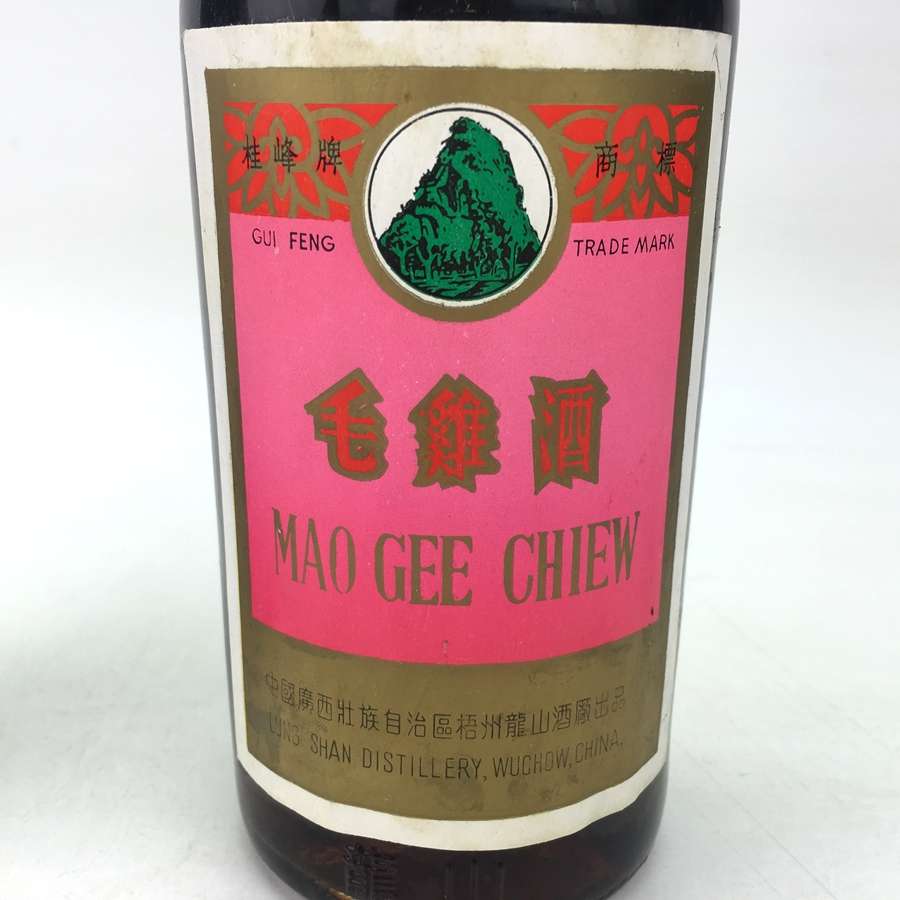 桂峰牌 商標
GUI FENG TRADE MARK
毛雞酒
MAO GEE CHIEW
中國廣西壯族自治區梧州龍山酒厰出品
LUNG SHAN DISTILLERY, WUCHOW, CHINA.